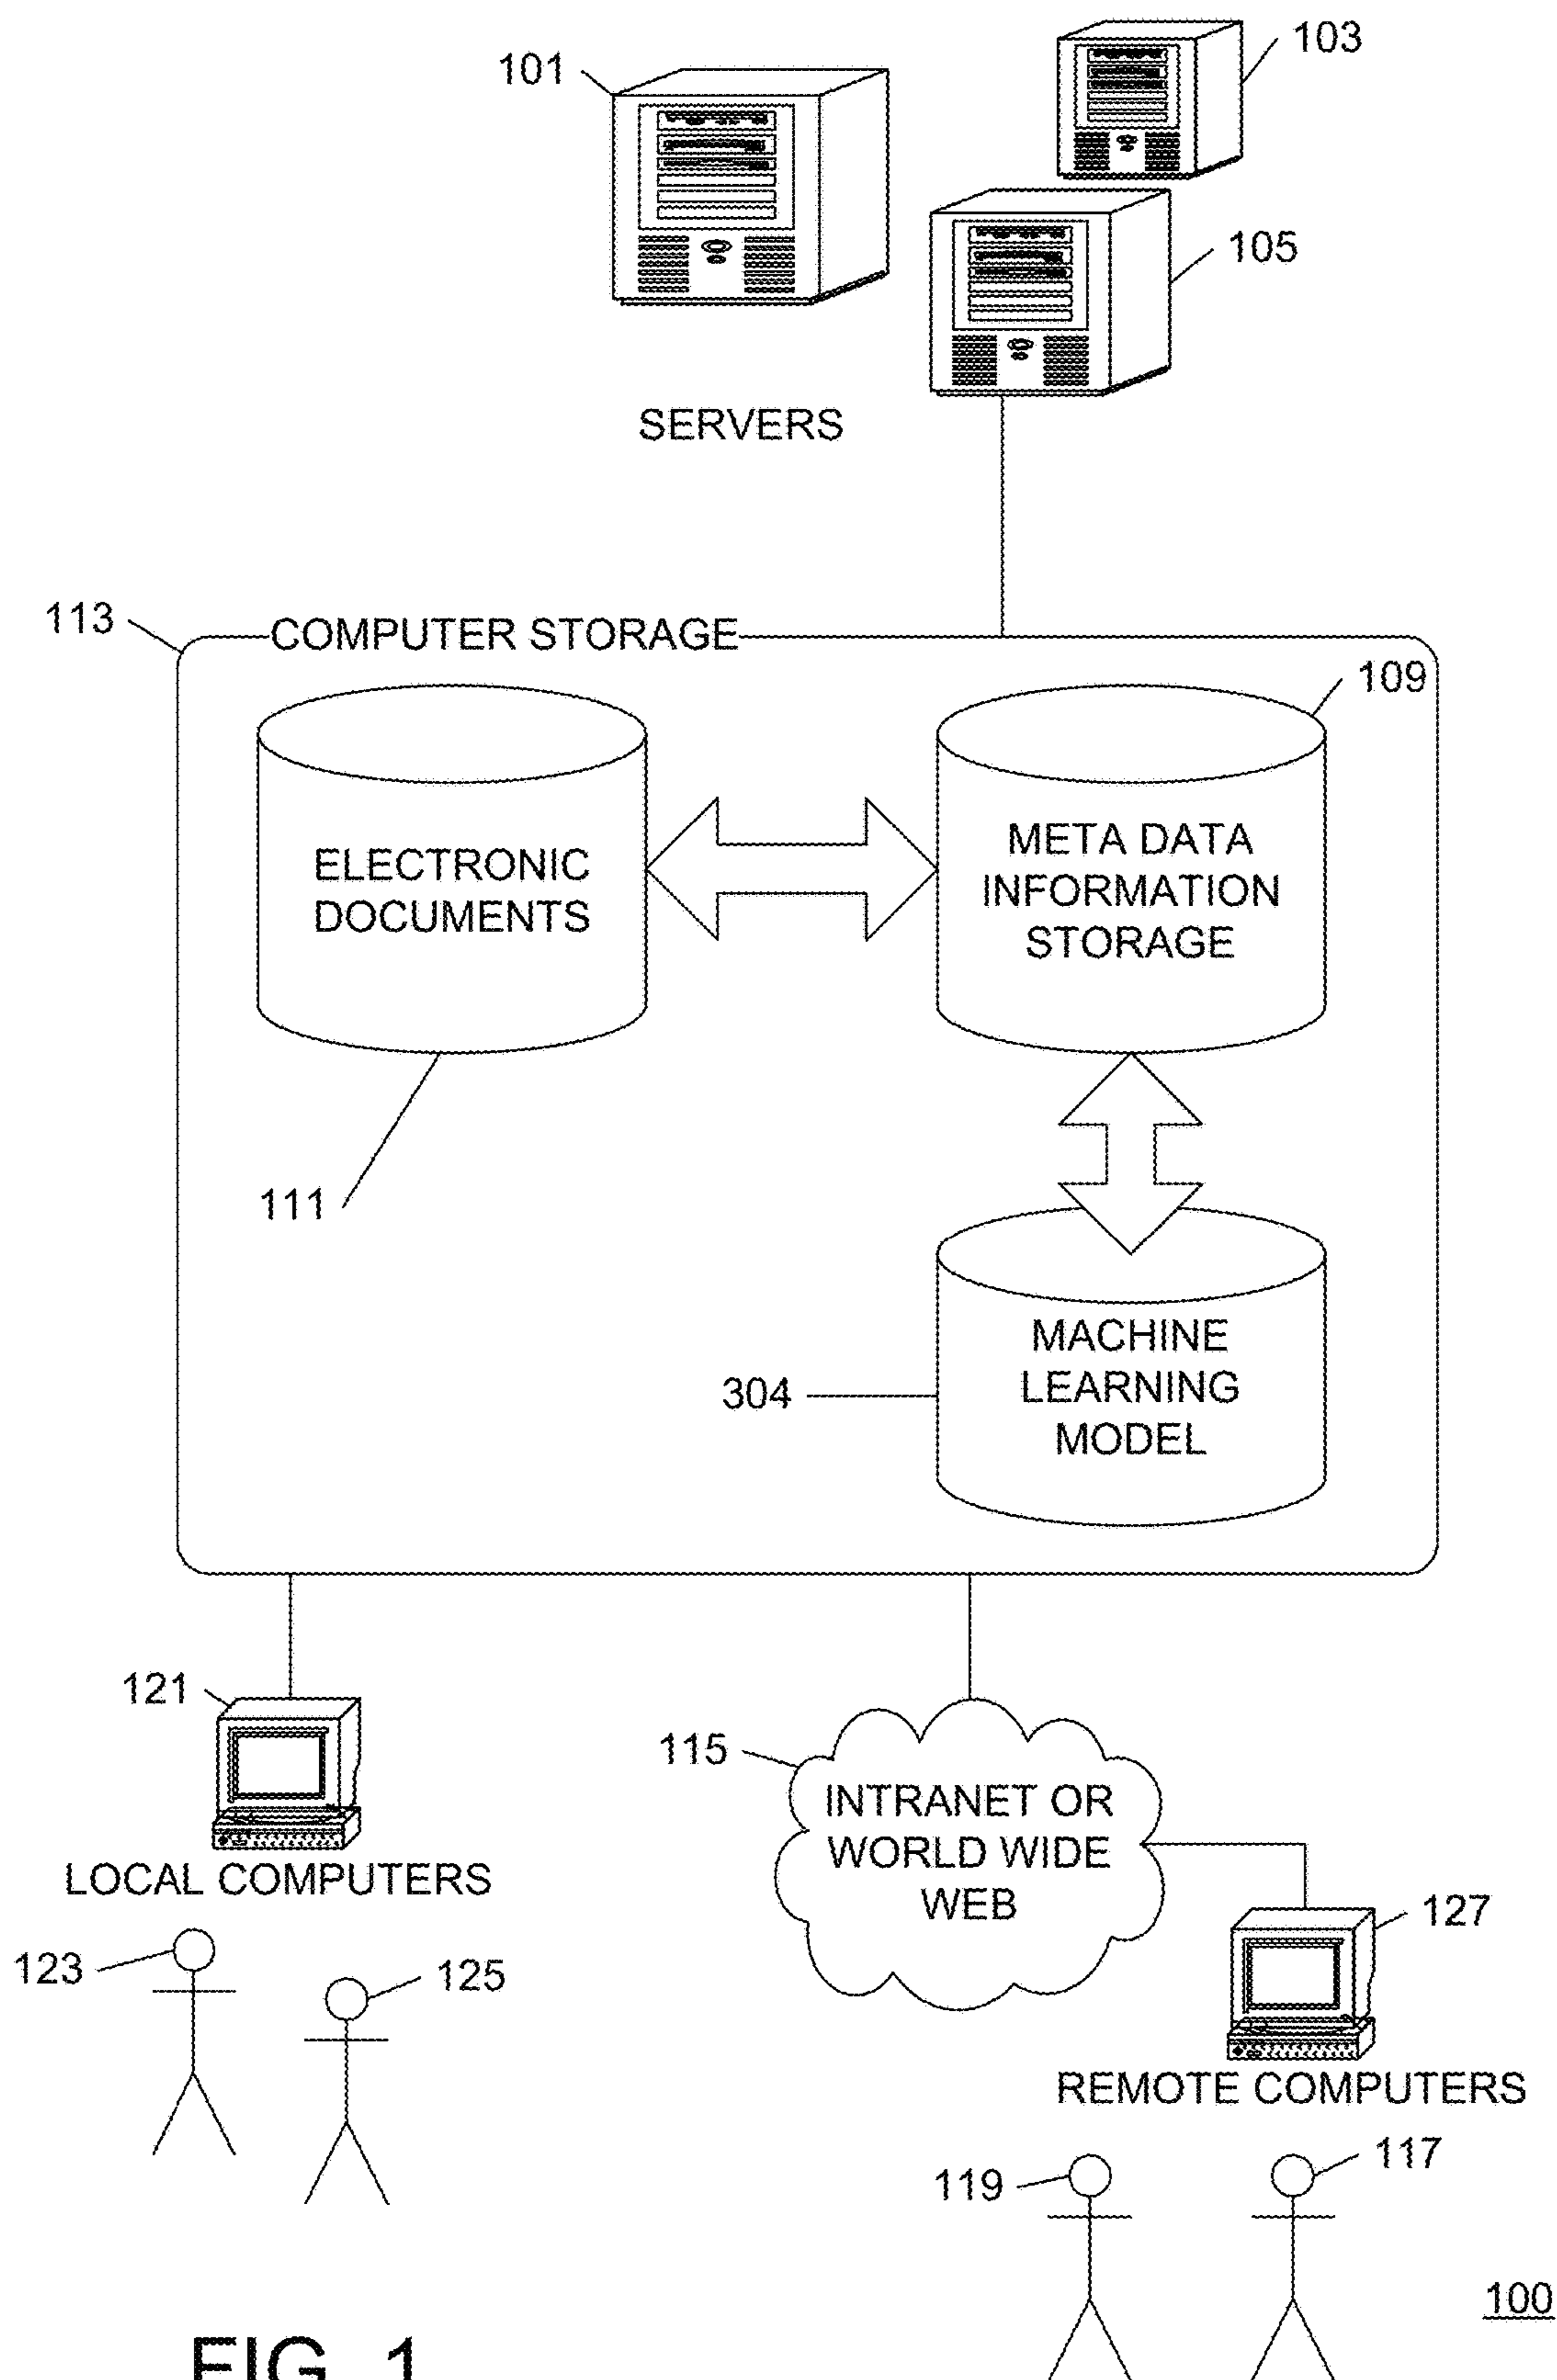 101
103
105
SERVERS
113
COMPUTER STORAGE
109
ELECTRONIC
DOCUMENTS
META DATA
INFORMATION
STORAGE
111
304
MACHINE
LEARNING
MODEL
121
LOCAL COMPUTERS
115
INTRANET OR
WORLD WIDE
WEB
127
123
125
REMOTE COMPUTERS
119
117
100
FIG. 1